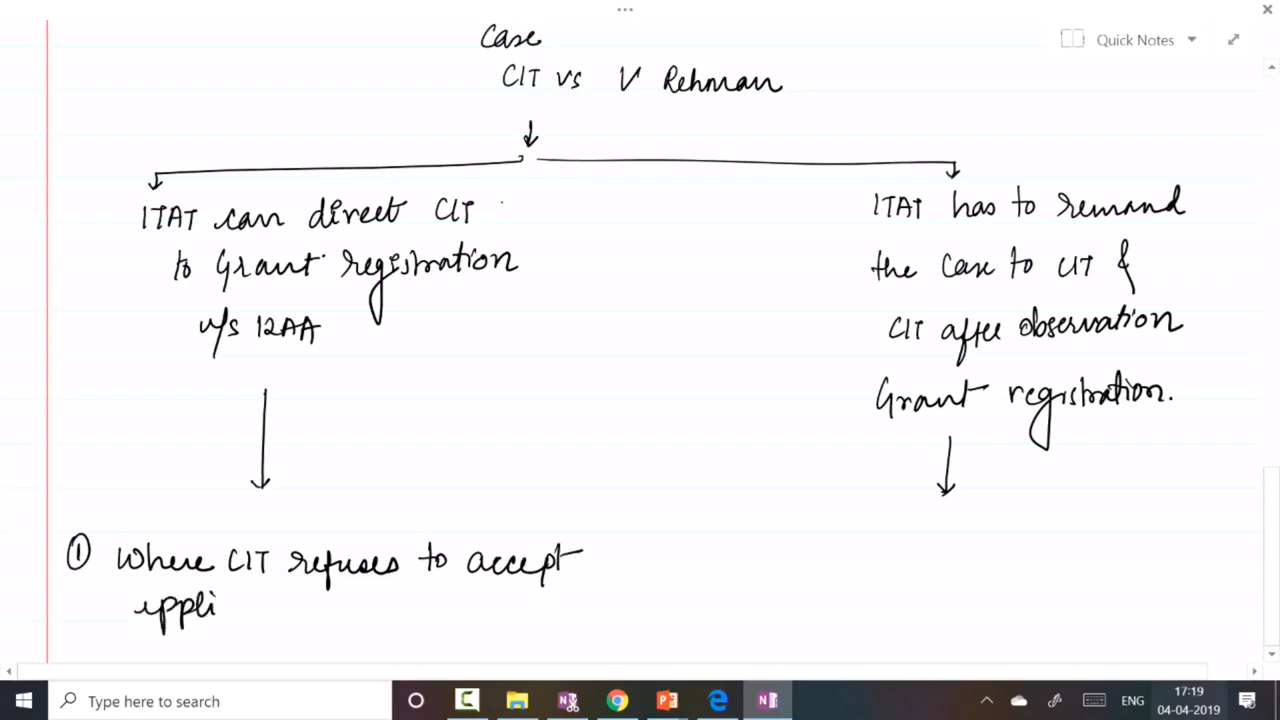 Quick Notes
Case
CIT vs V Rehman
ITAT can direct CIT
to Grant registration
u/s 12AA
ITAT has to remand
the case to CIT &
CIT after observation
Grant registration.
① Where CIT refuses to accept
appli
Type here to search
ENG
17:19
04-04-2019